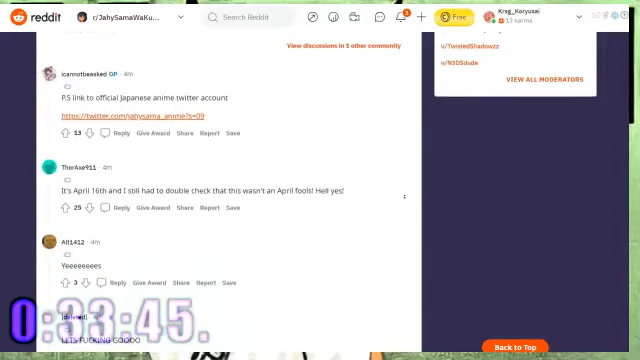 reddit
r/JahySamaWaKu...
Search Reddit
1
Free
Krsg_Koryusai
13 karma
View discussions in 1 other community
u/TwistedShadowzz
u/N3DSdude
VIEW ALL MODERATORS
icannotbeasked OP · 4m
P.S link to official Japanese anime twitter account
https://twitter.com/jahysama_anime?s=09
13 Reply Give Award Share Report Save
ThorAxe911 · 4m
It's April 16th and I still had to double check that this wasn't an April fools! Hell yes!
25 Reply Give Award Share Report Save
Alt1412 · 4m
Yeeeeeeees
3 Reply Give Award Share Report Save
[deleted]
LETS FUCKING GOOOO
0:33:45.
Back to Top